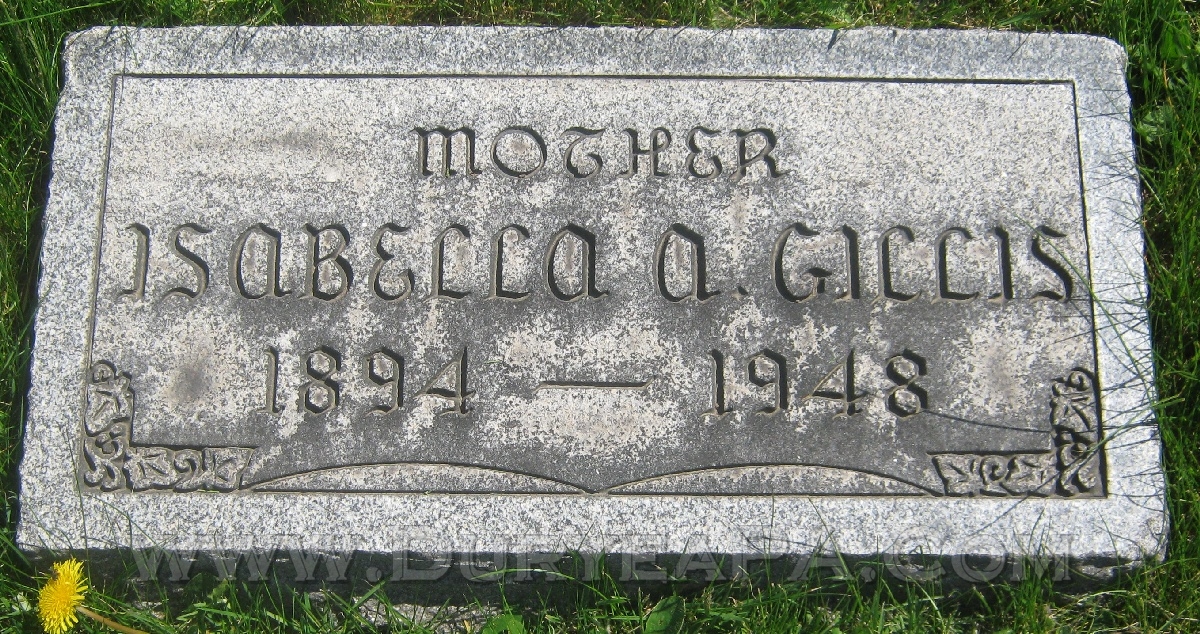 MOTHER
ISABELLA A. GILLIS
1894 — 1948
WWW.DURYEAPA.COM